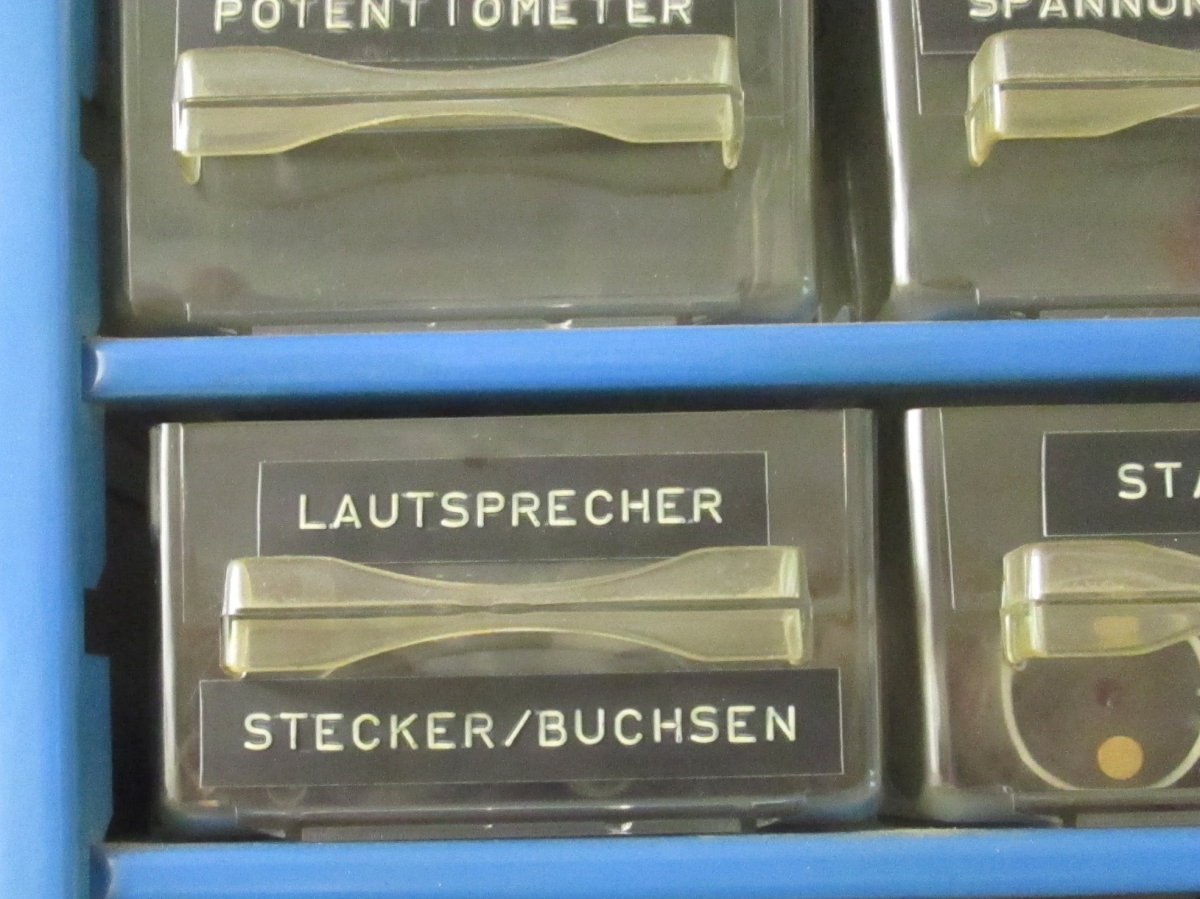 POTENTIOMETER
LAUTSPRECHER
STECKER/BUCHSEN